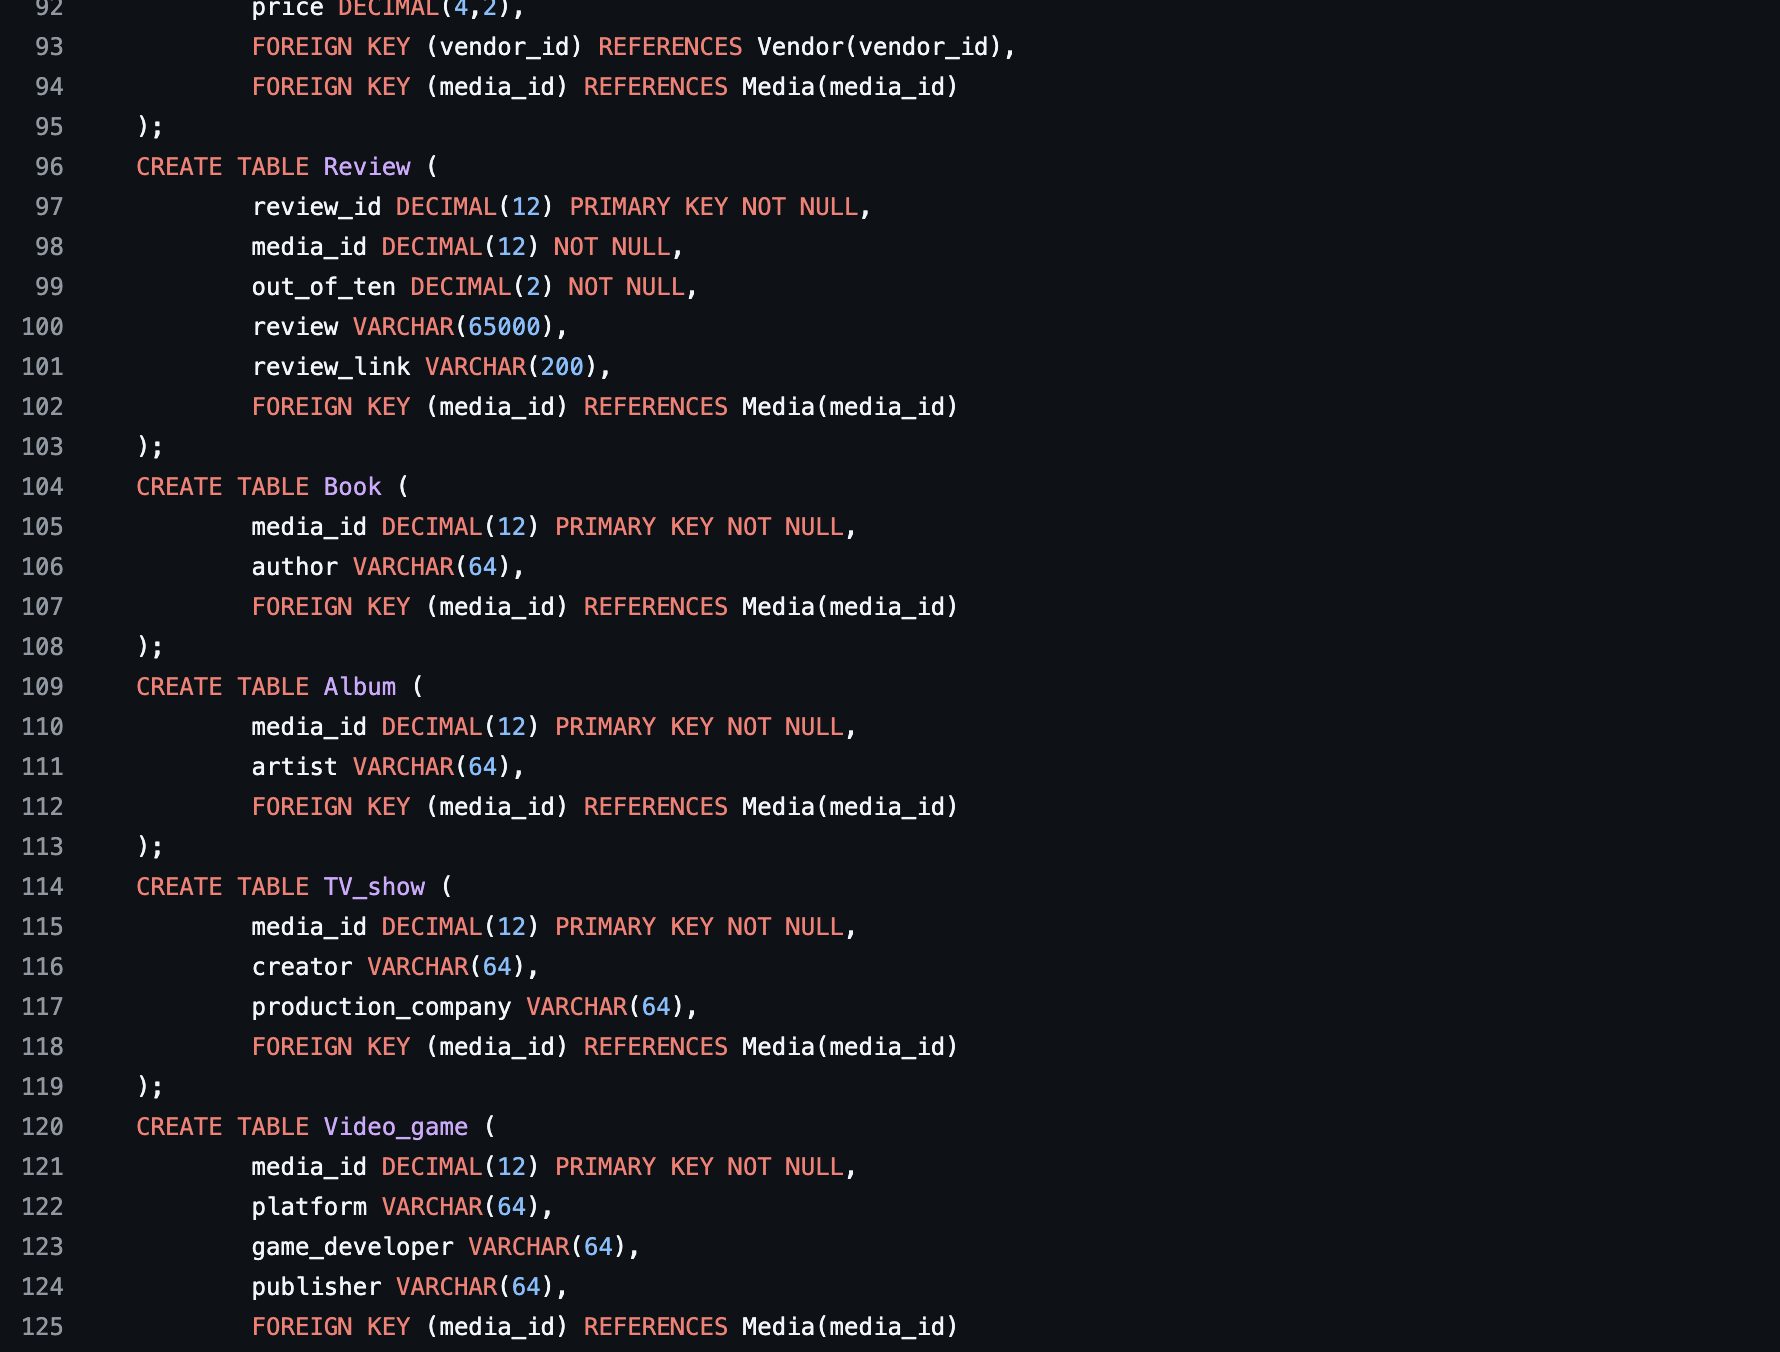 92 price DECIMAL(4,2),
93 FOREIGN KEY (vendor_id) REFERENCES Vendor(vendor_id),
94 FOREIGN KEY (media_id) REFERENCES Media(media_id)
95 );
96 CREATE TABLE Review (
97 review_id DECIMAL(12) PRIMARY KEY NOT NULL,
98 media_id DECIMAL(12) NOT NULL,
99 out_of_ten DECIMAL(2) NOT NULL,
100 review VARCHAR(65000),
101 review_link VARCHAR(200),
102 FOREIGN KEY (media_id) REFERENCES Media(media_id)
103 );
104 CREATE TABLE Book (
105 media_id DECIMAL(12) PRIMARY KEY NOT NULL,
106 author VARCHAR(64),
107 FOREIGN KEY (media_id) REFERENCES Media(media_id)
108 );
109 CREATE TABLE Album (
110 media_id DECIMAL(12) PRIMARY KEY NOT NULL,
111 artist VARCHAR(64),
112 FOREIGN KEY (media_id) REFERENCES Media(media_id)
113 );
114 CREATE TABLE TV_show (
115 media_id DECIMAL(12) PRIMARY KEY NOT NULL,
116 creator VARCHAR(64),
117 production_company VARCHAR(64),
118 FOREIGN KEY (media_id) REFERENCES Media(media_id)
119 );
120 CREATE TABLE Video_game (
121 media_id DECIMAL(12) PRIMARY KEY NOT NULL,
122 platform VARCHAR(64),
123 game_developer VARCHAR(64),
124 publisher VARCHAR(64),
125 FOREIGN KEY (media_id) REFERENCES Media(media_id)